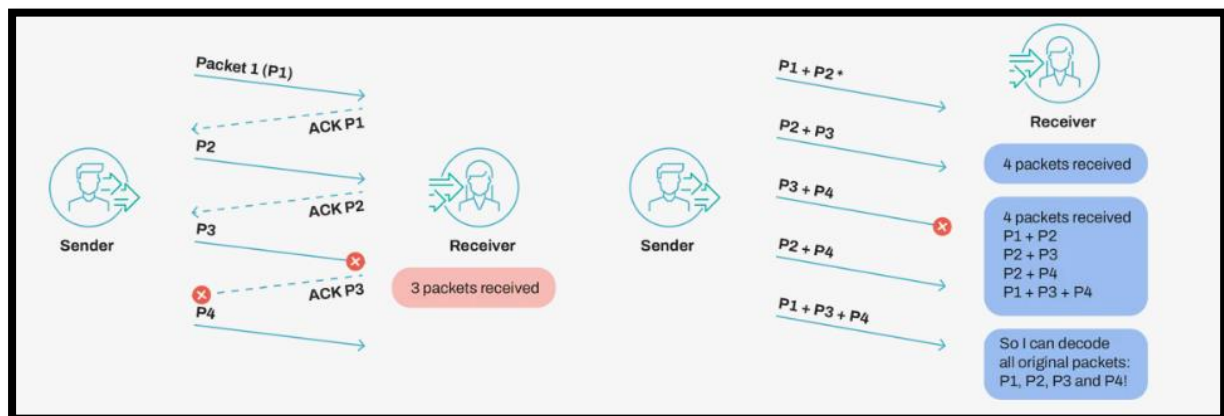 Packet 1 (P1)
ACK P1
P2
ACK P2
P3
ACK P3
P4
Sender
Receiver
3 packets received
P1 + P2 *
P2 + P3
P3 + P4
P2 + P4
P1 + P3 + P4
Sender
Receiver
4 packets received
4 packets received
P1 + P2
P2 + P3
P2 + P4
P1 + P3 + P4
So I can decode
all original packets:
P1, P2, P3 and P4!